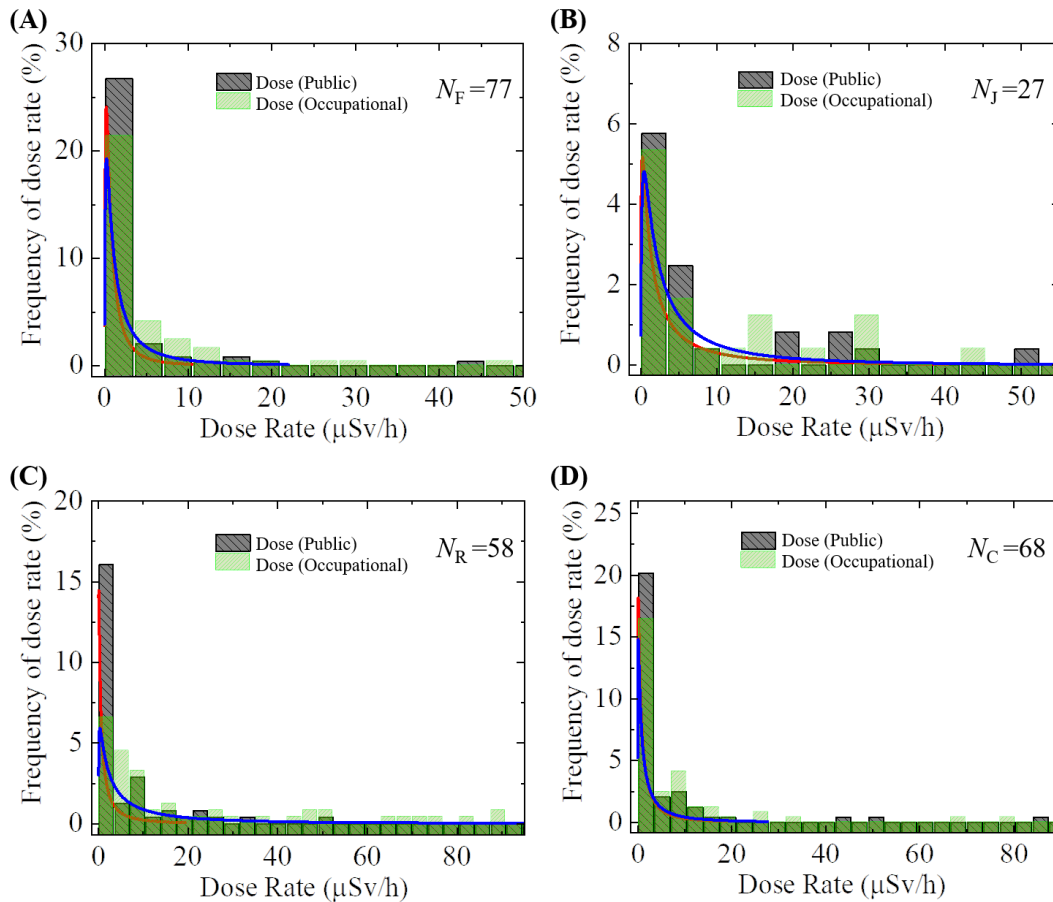 (A)
30
20
10
0
Frequency of dose rate (%)
Dose (Public)
Dose (Occupational)
N_F =77
0 10 20 30 40 50
Dose Rate (μSv/h)
(B)
8
6
4
2
0
Frequency of dose rate (%)
Dose (Public)
Dose (Occupational)
N_J =27
0 10 20 30 40 50
Dose Rate (μSv/h)
(C)
20
15
10
5
0
Frequency of dose rate (%)
Dose (Public)
Dose (Occupational)
N_R =58
0 20 40 60 80
Dose Rate (μSv/h)
(D)
25
20
15
10
5
0
Frequency of dose rate (%)
Dose (Public)
Dose (Occupational)
N_C =68
0 20 40 60 80
Dose Rate (μSv/h)